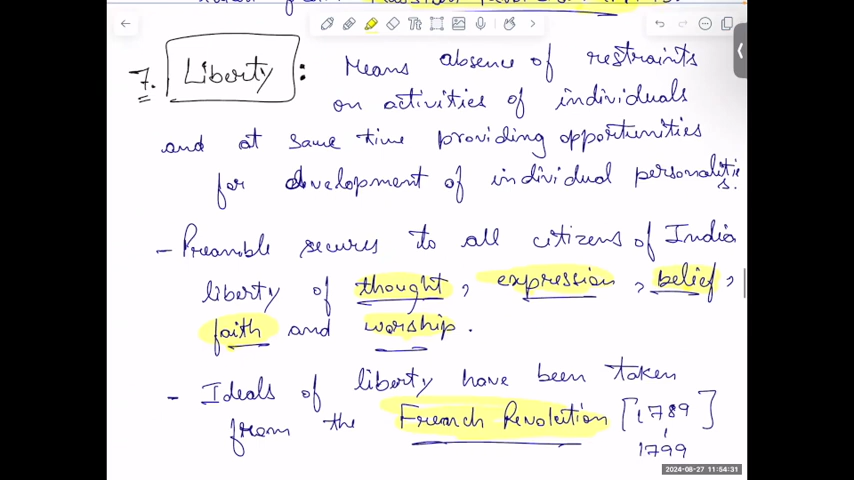 7. Liberty : Means absence of restraints
on activities of individuals
and at same time providing opportunities
for development of individual personalities.
- Preamble secures to all citizens of India
liberty of thought, expression, belief,
faith and worship.
- Ideals of liberty have been taken
from the French Revolution [1789]
1799
2024-08-27 11:54:31